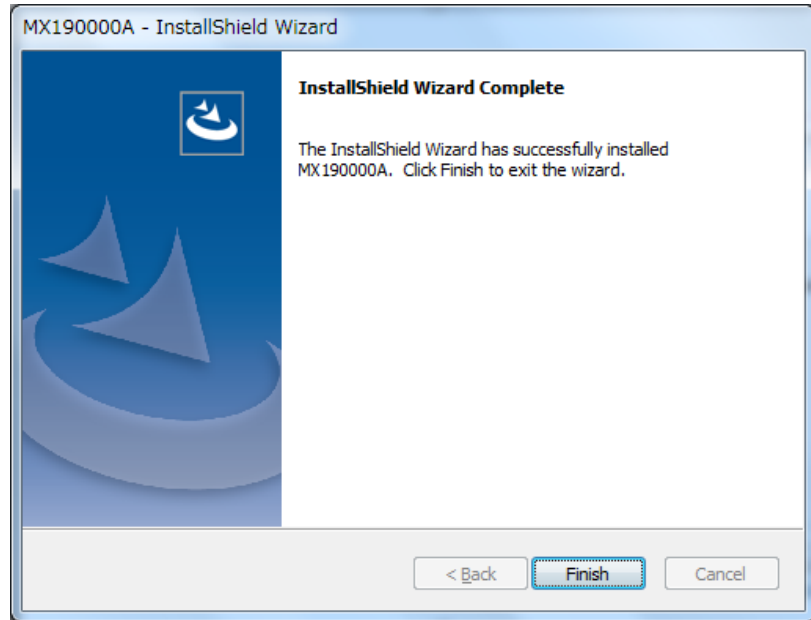 MX190000A - InstallShield Wizard
InstallShield Wizard Complete
The InstallShield Wizard has successfully installed
MX190000A. Click Finish to exit the wizard.
< Back
Finish
Cancel